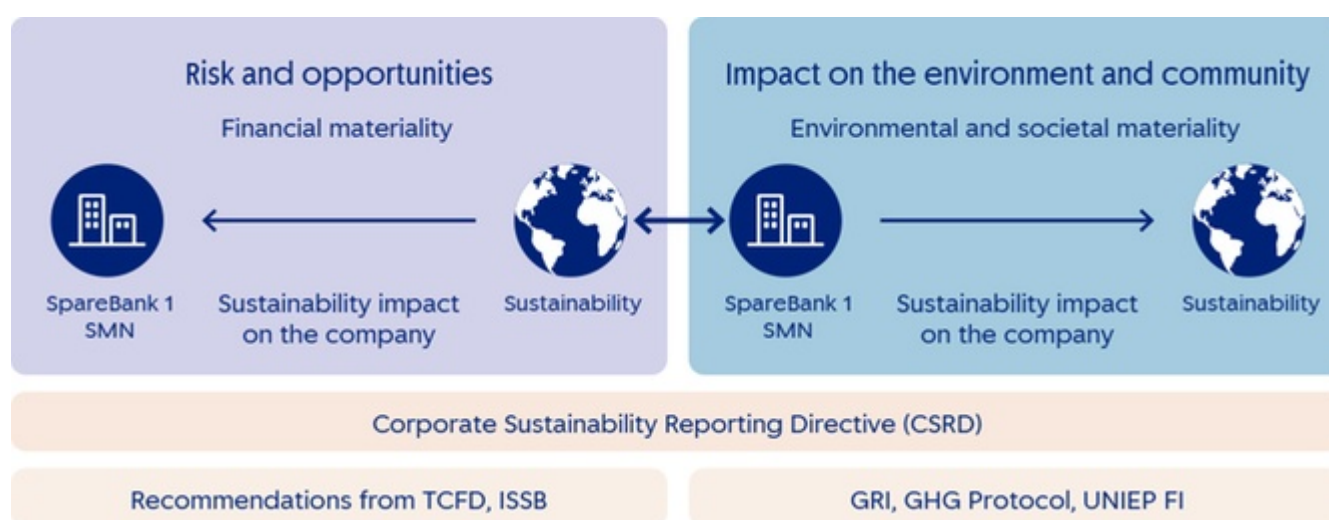 Risk and opportunities
Financial materiality
SpareBank 1
SMN
Sustainability impact
on the company
Sustainability
Impact on the environment and community
Environmental and societal materiality
SpareBank 1
SMN
Sustainability impact
on the company
Sustainability
Corporate Sustainability Reporting Directive (CSRD)
Recommendations from TCFD, ISSB
GRI, GHG Protocol, UNIEP FI